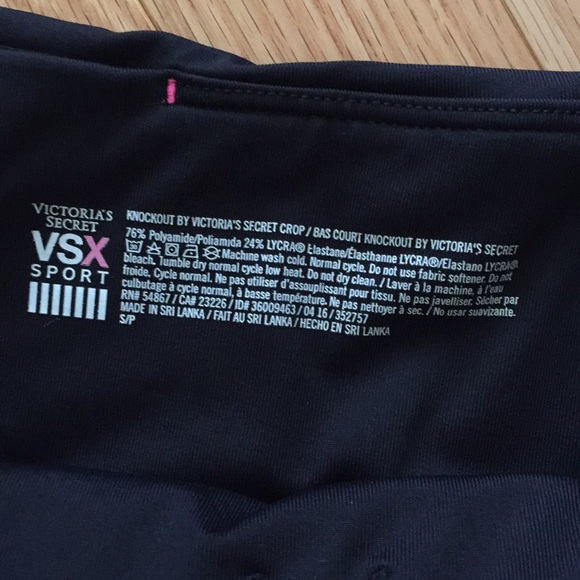 VICTORIA'S
SECRET
VSX
SPORT
KNOCKOUT BY VICTORIA'S SECRET CROP / BAS COURT KNOCKOUT BY VICTORIA'S SECRET
76% Polyamide/Poliamida 24% LYCRA® Elastane/Élasthanne LYCRA®/Elastano LYCRA®
Machine wash cold. Normal cycle. Do not use fabric softener. Do not
bleach. Tumble dry normal cycle low heat. Do not dry clean. / Laver à la machine, à l'eau
froide. Cycle normal. Ne pas utiliser d'assouplissant pour tissu. Ne pas javelliser. Sécher par
culbutage à cycle normal, à basse température. Ne pas nettoyer à sec. / No usar suavizante.
RN# 54867 / CA# 23226 / ID# 36009463 / 04 16 / 352757
MADE IN SRI LANKA / FAIT AU SRI LANKA / HECHO EN SRI LANKA
S/P